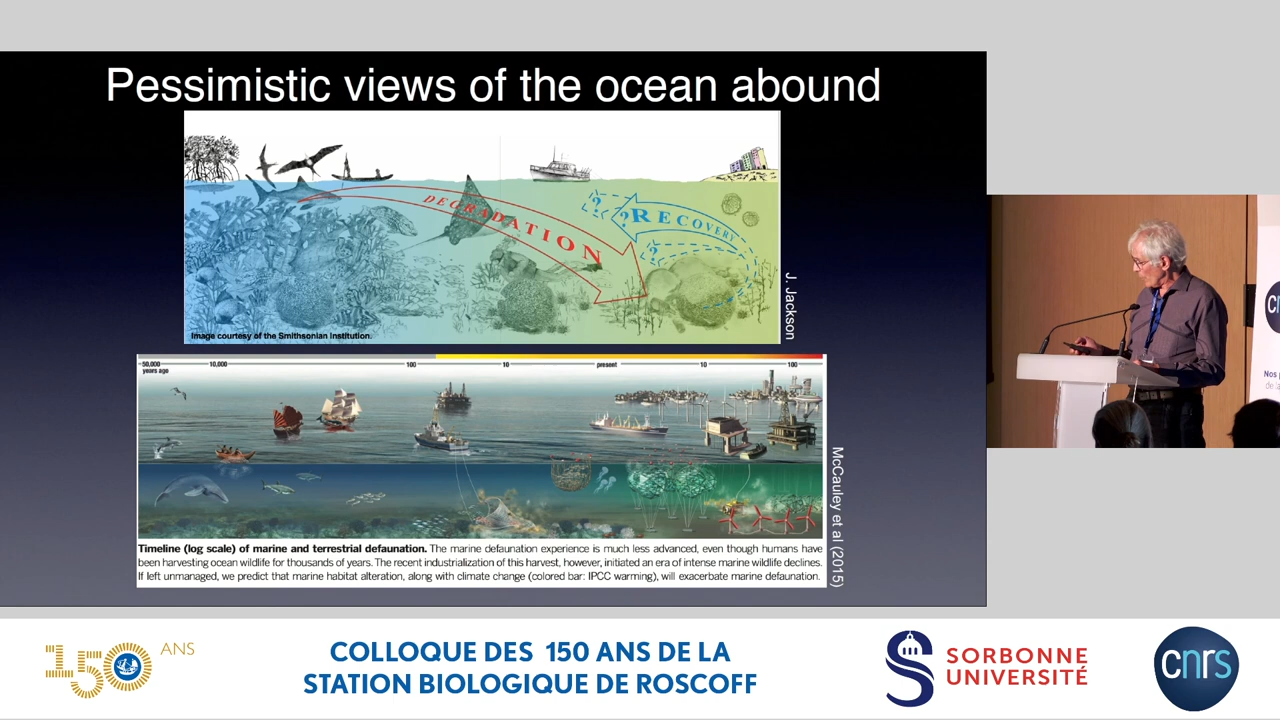 Pessimistic views of the ocean abound
DEGRADATION
?
?
RECOVERY
?
Image courtesy of the Smithsonian Institution.
J. Jackson
50,000
years ago
10,000
100
10
present
10
100
Timeline (log scale) of marine and terrestrial defaunation. The marine defaunation experience is much less advanced, even though humans have
been harvesting ocean wildlife for thousands of years. The recent industrialization of this harvest, however, initiated an era of intense marine wildlife declines.
If left unmanaged, we predict that marine habitat alteration, along with climate change (colored bar: IPCC warming), will exacerbate marine defaunation.
McCauley et al (2015)
Nos
de la
150 ANS
COLLOQUE DES 150 ANS DE LA
STATION BIOLOGIQUE DE ROSCOFF
SORBONNE
UNIVERSITÉ
cnrs